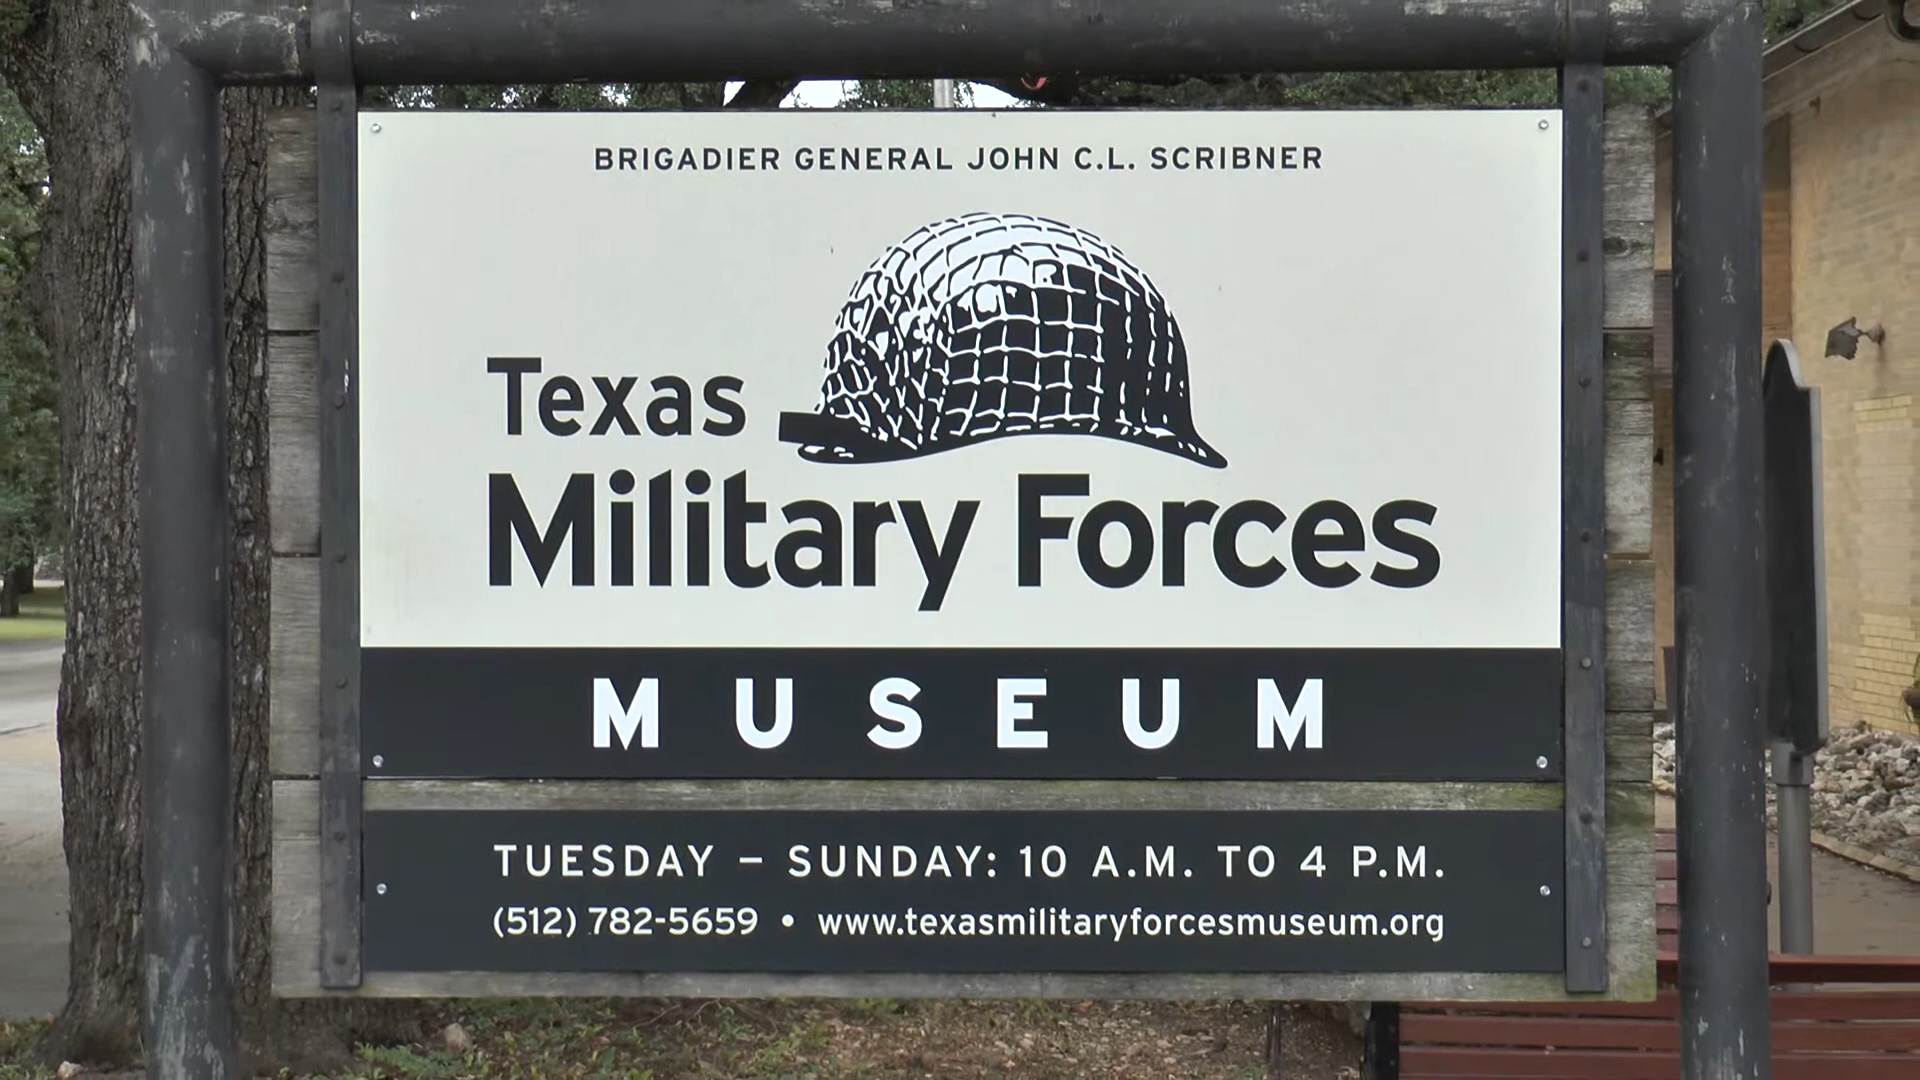 BRIGADIER GENERAL JOHN C.L. SCRIBNER
Texas
Military Forces
MUSEUM
TUESDAY – SUNDAY: 10 A.M. TO 4 P.M.
(512) 782-5659 • www.texasmilitaryforcesmuseum.org